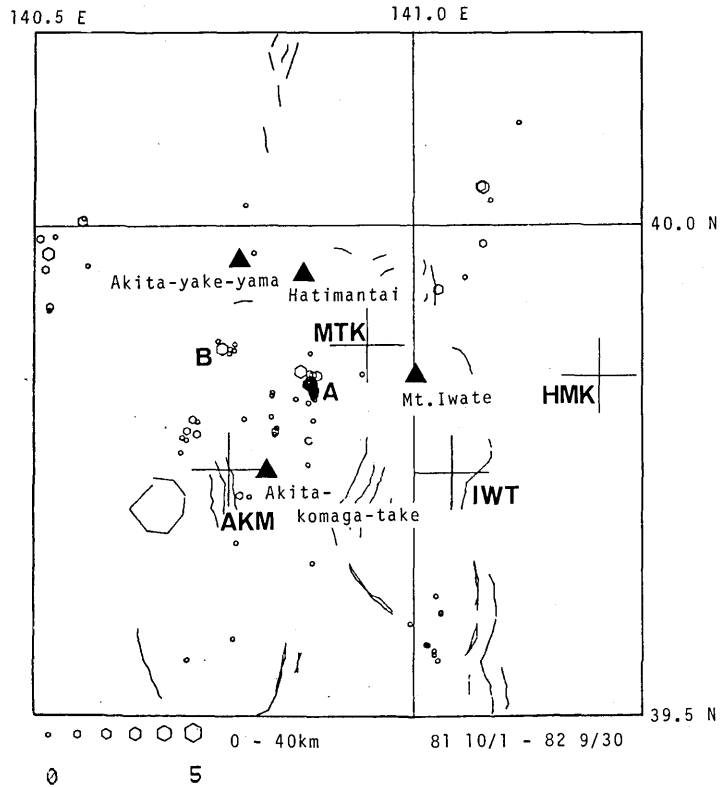 140.5 E
141.0 E
40.0 N
Akita-yake-yama
Hatimantai
MTK
B
A
Mt.Iwate
HMK
Akita-
komaga-take
AKM
IWT
39.5 N
0 - 40km
81 10/1 - 82 9/30
0 5